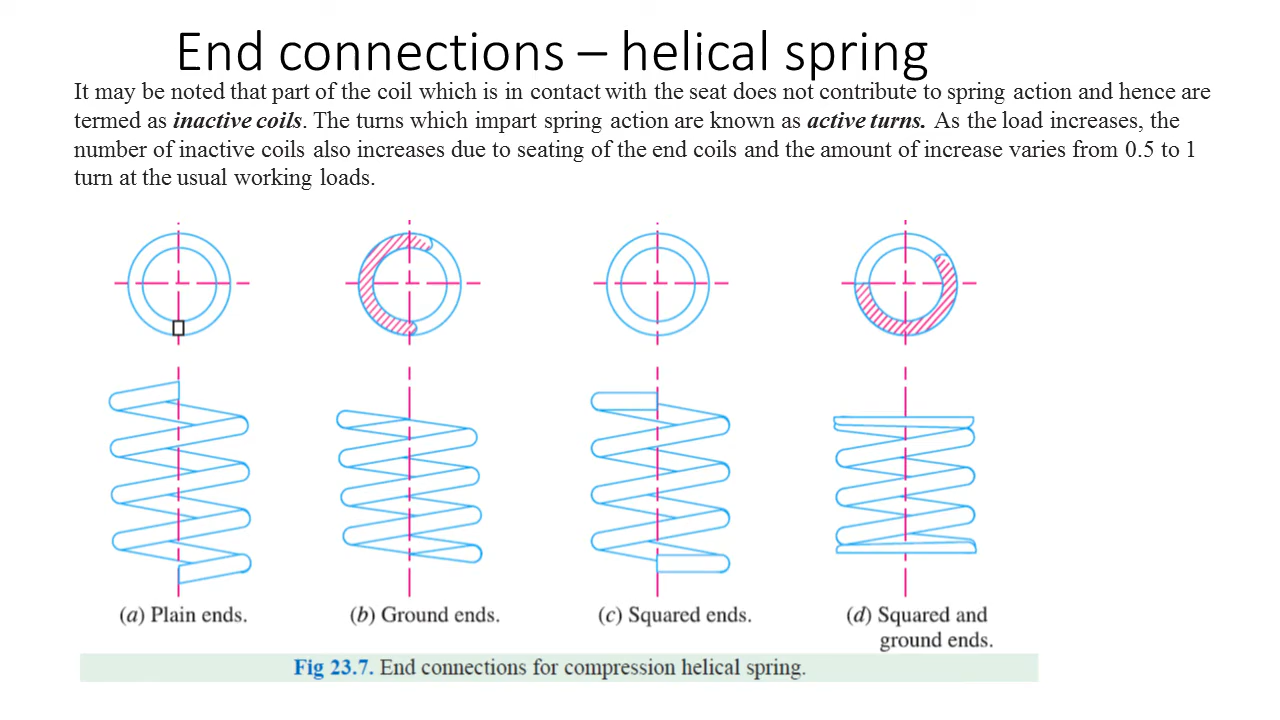 End connections – helical spring
It may be noted that part of the coil which is in contact with the seat does not contribute to spring action and hence are
termed as inactive coils. The turns which impart spring action are known as active turns. As the load increases, the
number of inactive coils also increases due to seating of the end coils and the amount of increase varies from 0.5 to 1
turn at the usual working loads.
(a) Plain ends.
(b) Ground ends.
(c) Squared ends.
(d) Squared and
ground ends.
Fig 23.7. End connections for compression helical spring.